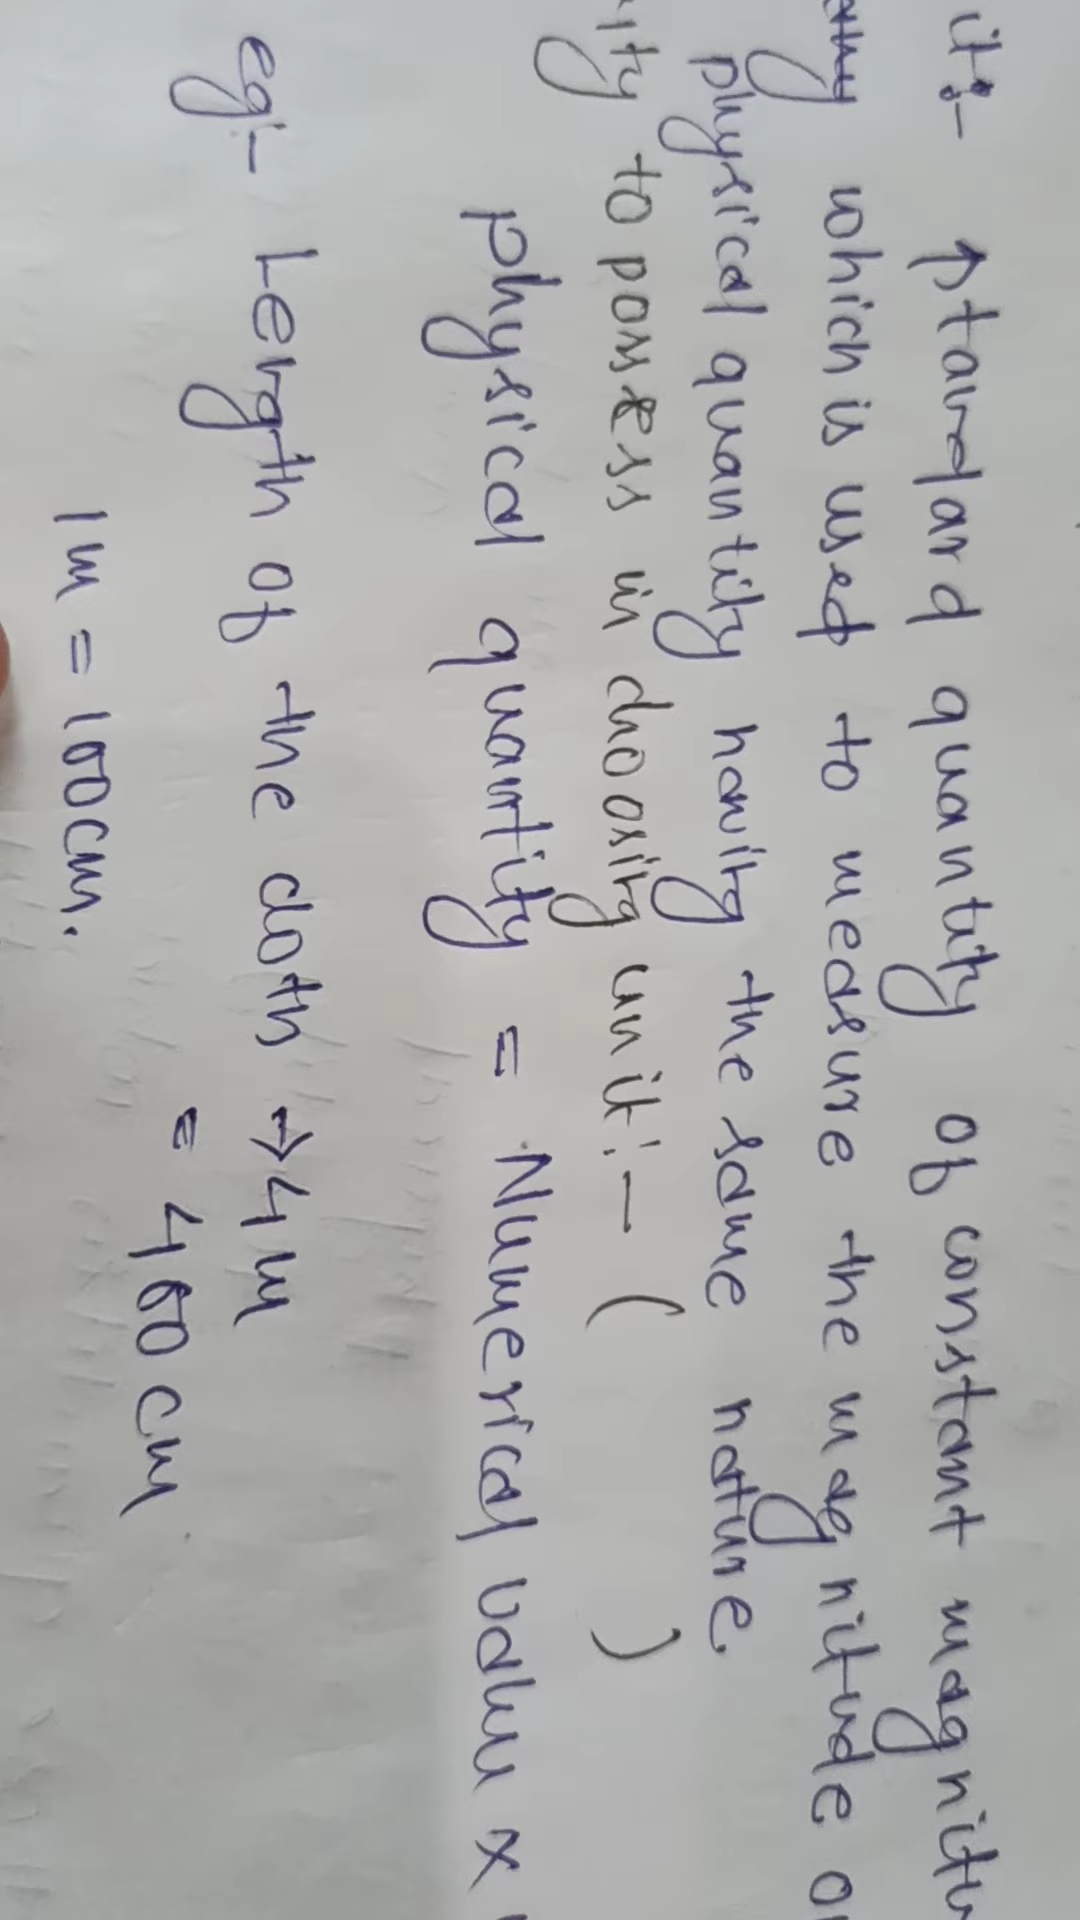 it:- standard quantity of constant magnitu
which is used to measure the magnitude o
physical quantity having the same nature.
ity to possess in choosing unit:- ( )
physical quantity = Numerical value x
eg:- Length of the cloth → 4m
= 400 cm
1m = 100cm.